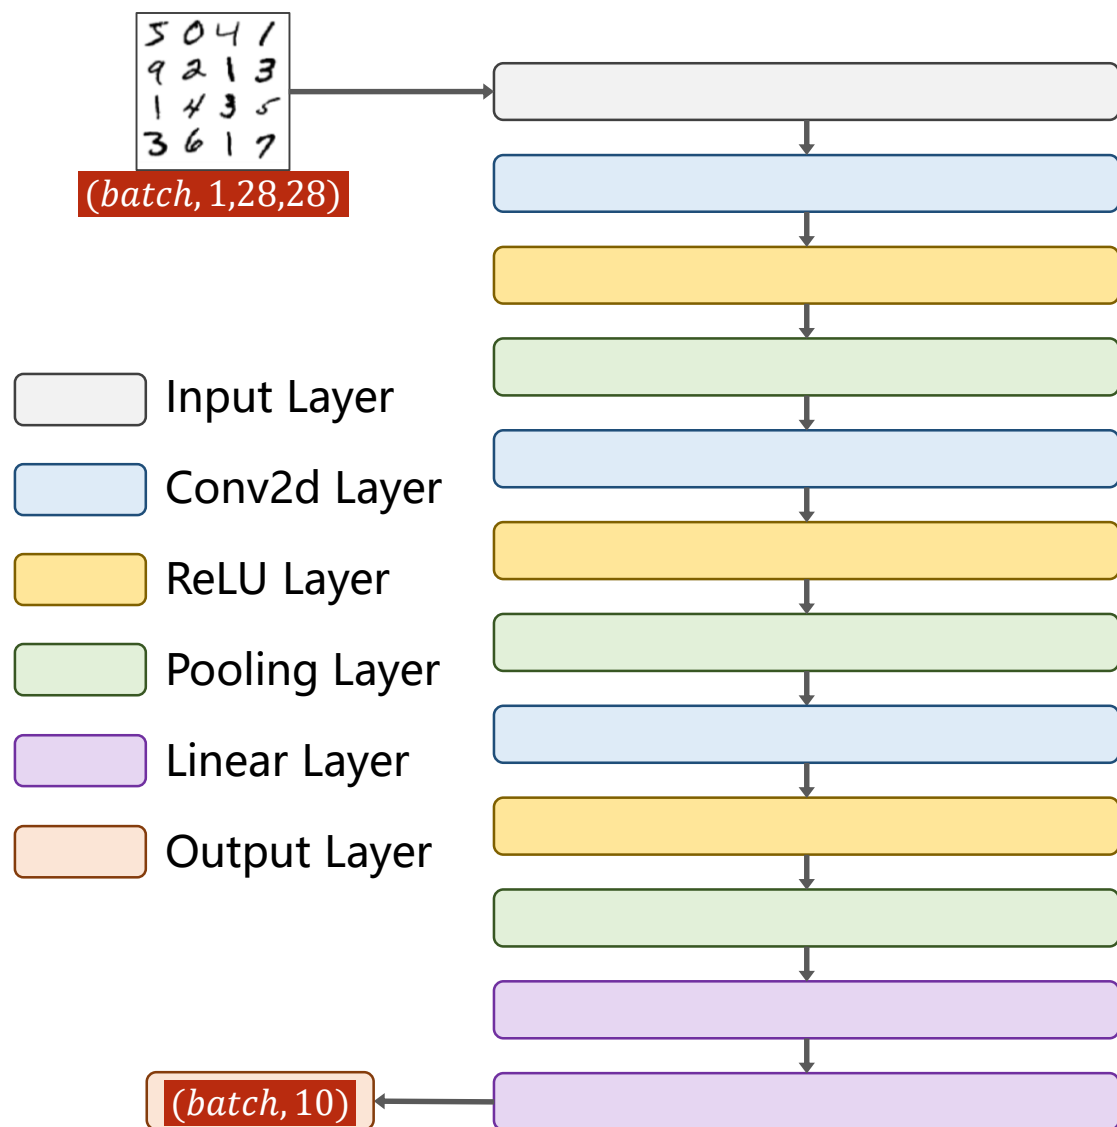 5 0 4 1
9 2 1 3
1 4 3 5
3 6 1 7
(batch, 1,28,28)
Input Layer
Conv2d Layer
ReLU Layer
Pooling Layer
Linear Layer
Output Layer
(batch, 10)